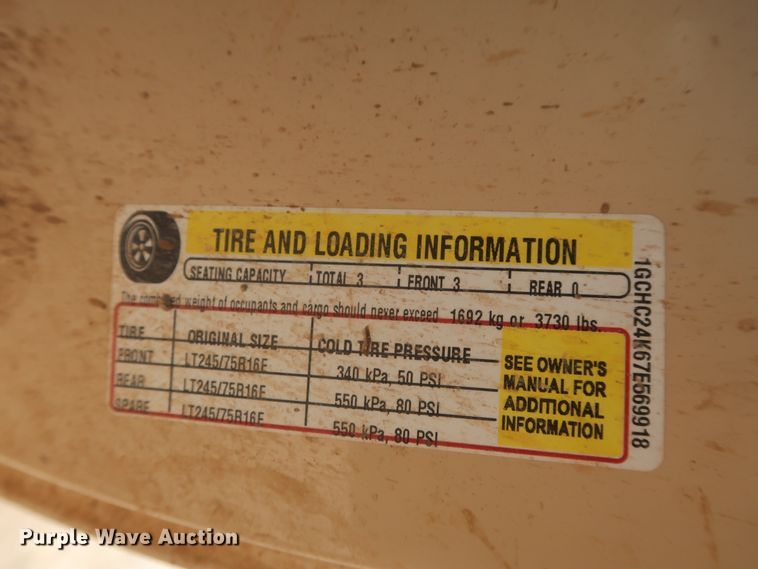 TIRE AND LOADING INFORMATION
SEATING CAPACITY TOTAL 3 FRONT 3 REAR 0
The combined weight of occupants and cargo should never exceed 1692 kg or 3730 lbs.
TIRE ORIGINAL SIZE COLD TIRE PRESSURE
FRONT LT245/75R16E 340 kPa, 50 PSI
REAR LT245/75R16E 550 kPa, 80 PSI
SPARE LT245/75R16E 550 kPa, 80 PSI
SEE OWNER'S
MANUAL FOR
ADDITIONAL
INFORMATION
1GCHC24K67E569918
Purple Wave Auction